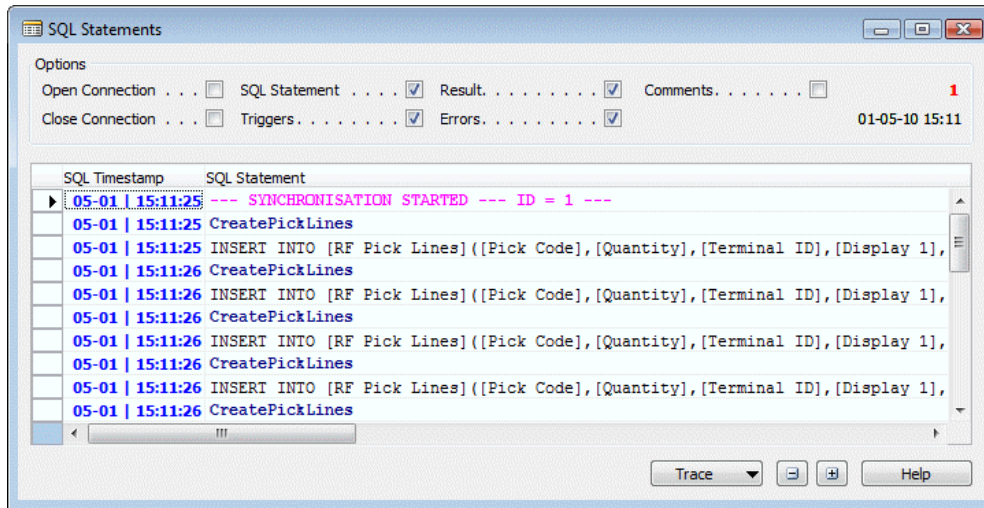 SQL Statements
Options
Open Connection . . . SQL Statement . . . . Result. . . . . . . . . Comments. . . . . . . 1
Close Connection . . . Triggers. . . . . . . . Errors. . . . . . . . . 01-05-10 15:11
SQL Timestamp SQL Statement
05-01 | 15:11:25 --- SYNCHRONISATION STARTED --- ID = 1 ---
05-01 | 15:11:25 CreatePickLines
05-01 | 15:11:25 INSERT INTO [RF Pick Lines]([Pick Code],[Quantity],[Terminal ID],[Display 1],
05-01 | 15:11:26 CreatePickLines
05-01 | 15:11:26 INSERT INTO [RF Pick Lines]([Pick Code],[Quantity],[Terminal ID],[Display 1],
05-01 | 15:11:26 CreatePickLines
05-01 | 15:11:26 INSERT INTO [RF Pick Lines]([Pick Code],[Quantity],[Terminal ID],[Display 1],
05-01 | 15:11:26 CreatePickLines
05-01 | 15:11:26 INSERT INTO [RF Pick Lines]([Pick Code],[Quantity],[Terminal ID],[Display 1],
05-01 | 15:11:26 CreatePickLines
Trace Help